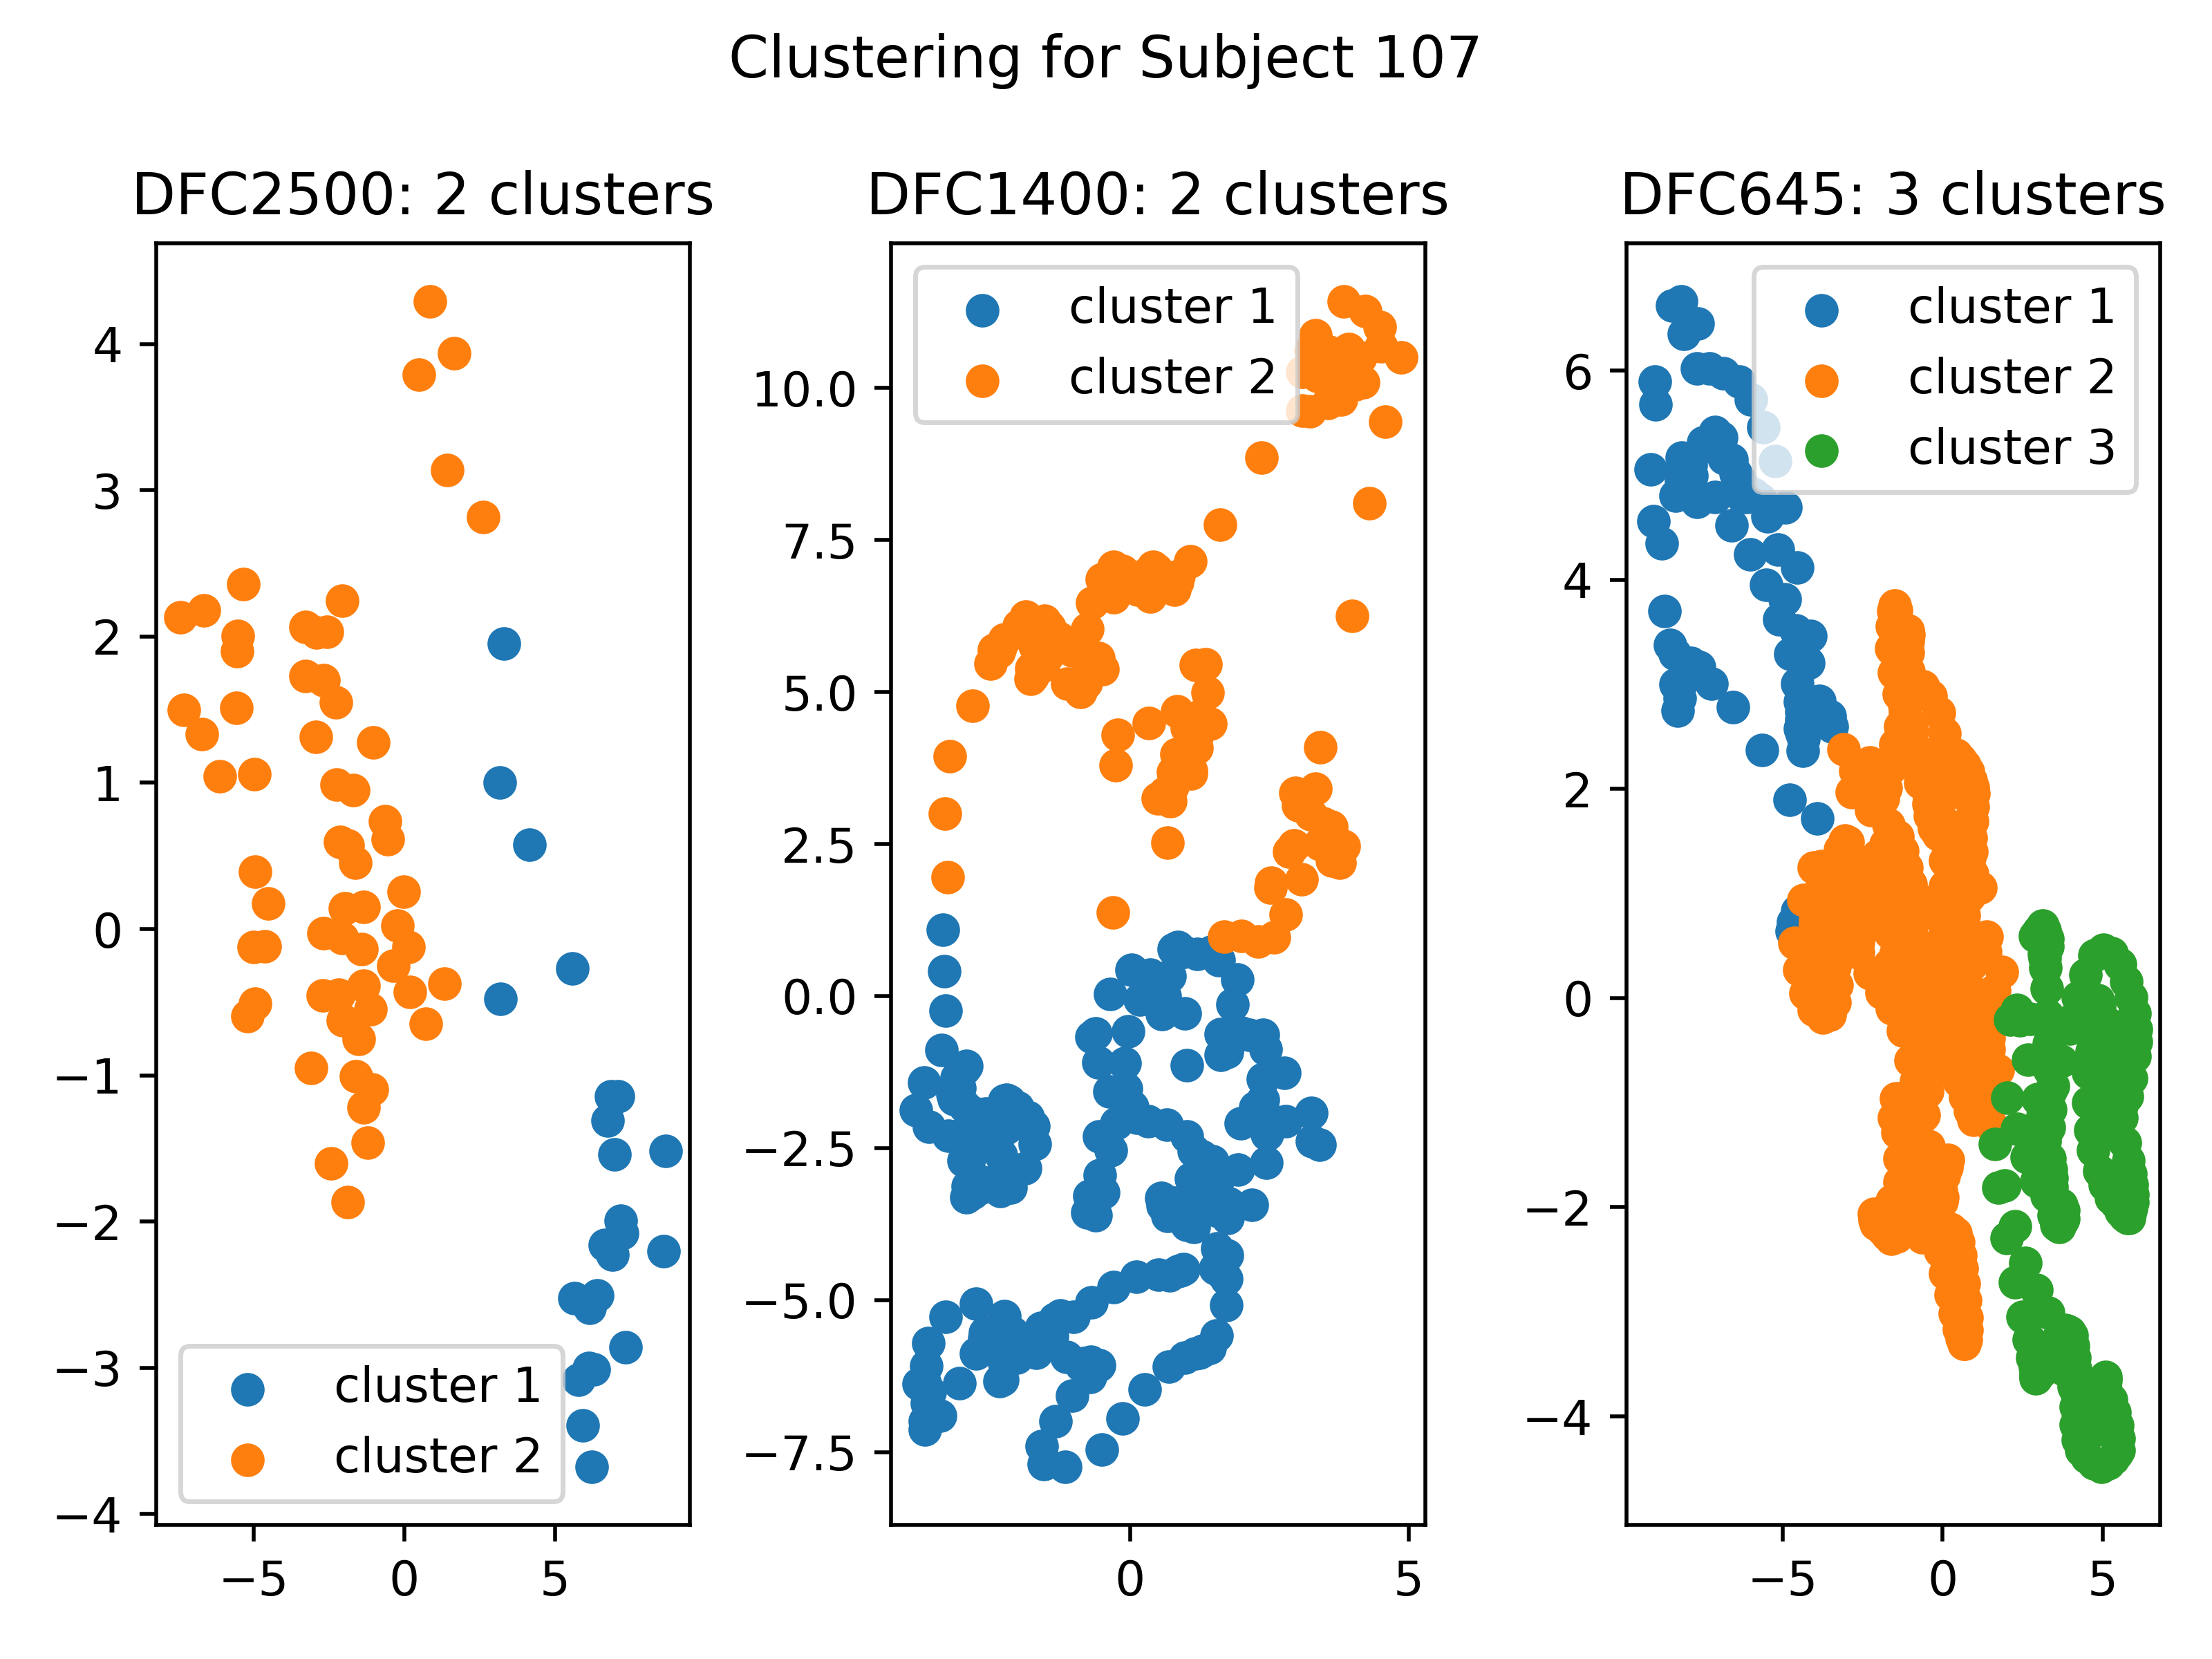 Clustering for Subject 107
DFC2500: 2 clusters
4
3
2
1
0
−1
−2
−3
−4
−5
0
5
cluster 1
cluster 2
DFC1400: 2 clusters
10.0
7.5
5.0
2.5
0.0
−2.5
−5.0
−7.5
0
5
cluster 1
cluster 2
DFC645: 3 clusters
6
4
2
0
−2
−4
−5
0
5
cluster 1
cluster 2
cluster 3